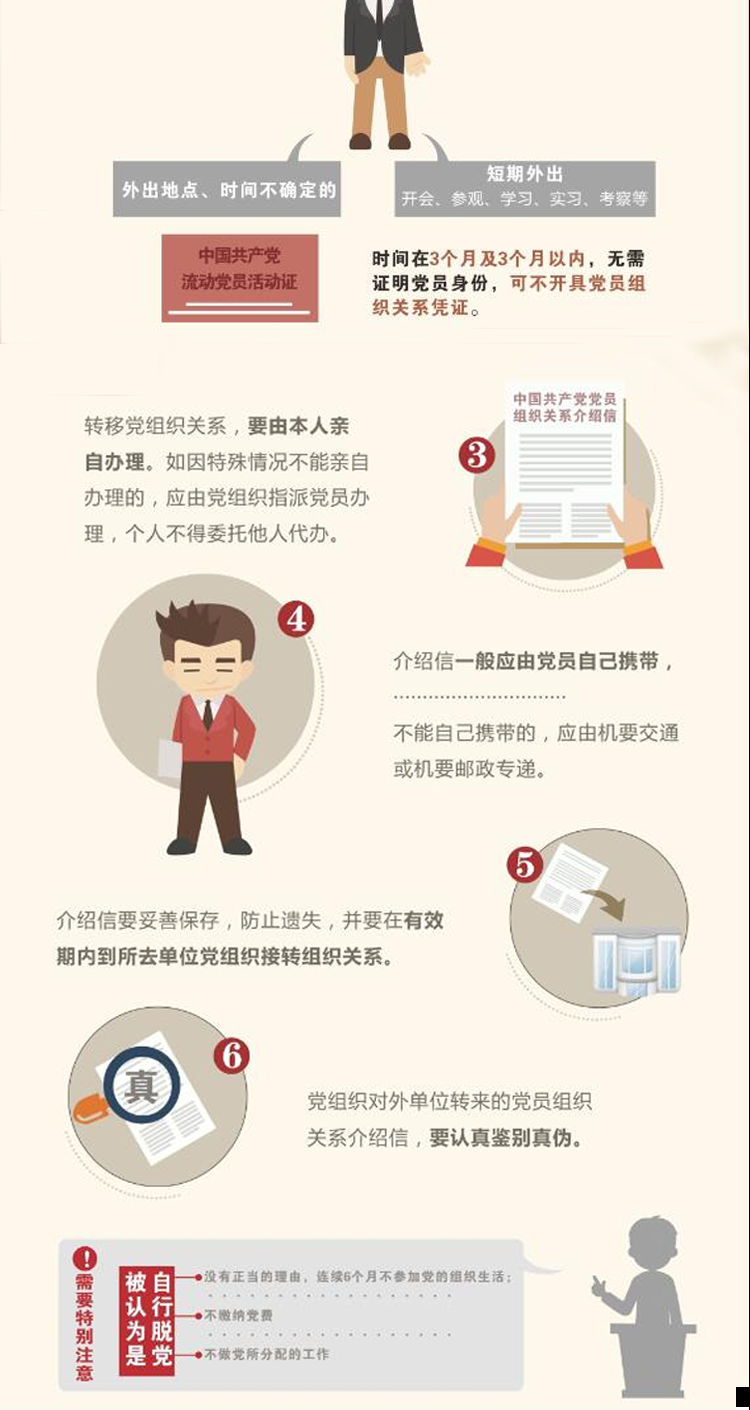 外出地点、时间不确定的
短期外出
开会、参观、学习、实习、考察等
中国共产党
流动党员活动证
时间在3个月及3个月以内，无需
证明党员身份，可不开具党员组
织关系凭证。
转移党组织关系，要由本人亲
自办理。如因特殊情况不能亲自
办理的，应由党组织指派党员办
理，个人不得委托他人代办。
3
中国共产党党员
组织关系介绍信
4
介绍信一般应由党员自己携带，
不能自己携带的，应由机要交通
或机要邮政专递。
5
介绍信要妥善保存，防止遗失，并要在有效
期内到所去单位党组织接转组织关系。
6
真
党组织对外单位转来的党员组织
关系介绍信，要认真鉴别真伪。
!
需要特别注意
自行脱党
被认为是
没有正当的理由，连续6个月不参加党的组织生活；
不缴纳党费
不做党所分配的工作